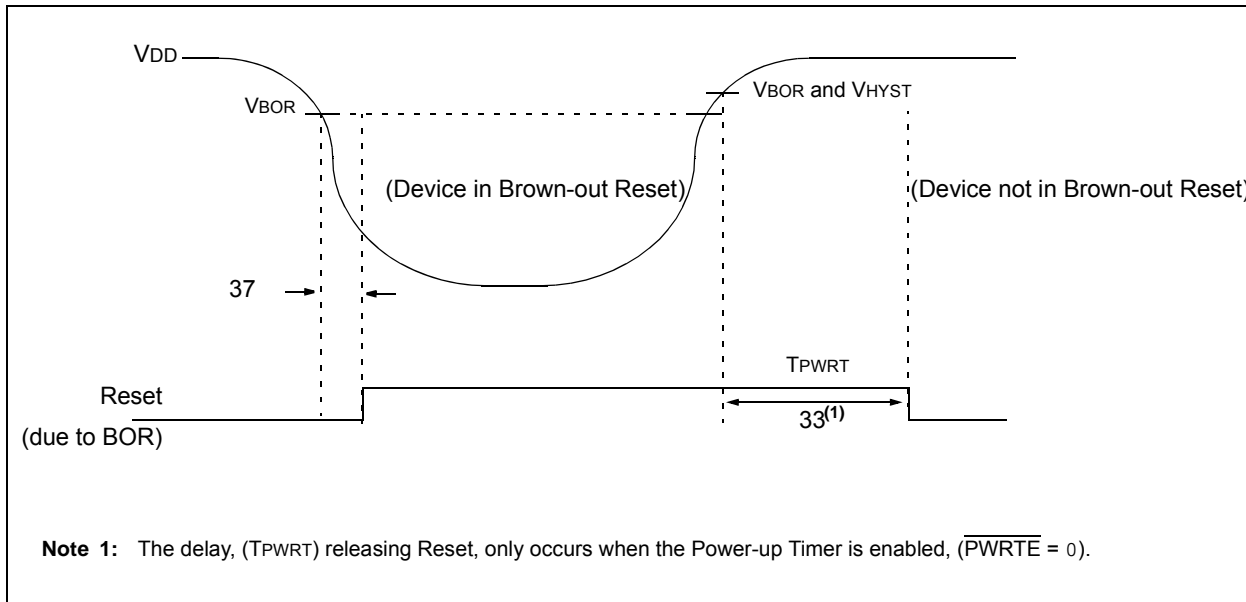 VDD
VBOR
VBOR and VHYST
(Device in Brown-out Reset)
(Device not in Brown-out Reset)
37
TPWRT
Reset
33(1)
(due to BOR)
Note 1: The delay, (TPWRT) releasing Reset, only occurs when the Power-up Timer is enabled, (P̅W̅R̅T̅E̅ = 0).